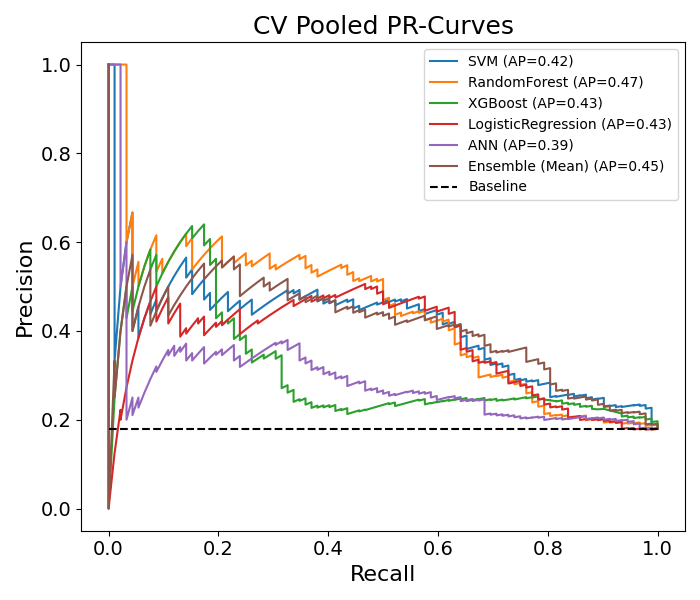 CV Pooled PR-Curves
SVM (AP=0.42)
RandomForest (AP=0.47)
XGBoost (AP=0.43)
LogisticRegression (AP=0.43)
ANN (AP=0.39)
Ensemble (Mean) (AP=0.45)
Baseline
Precision
1.0
0.8
0.6
0.4
0.2
0.0
0.0 0.2 0.4 0.6 0.8 1.0
Recall